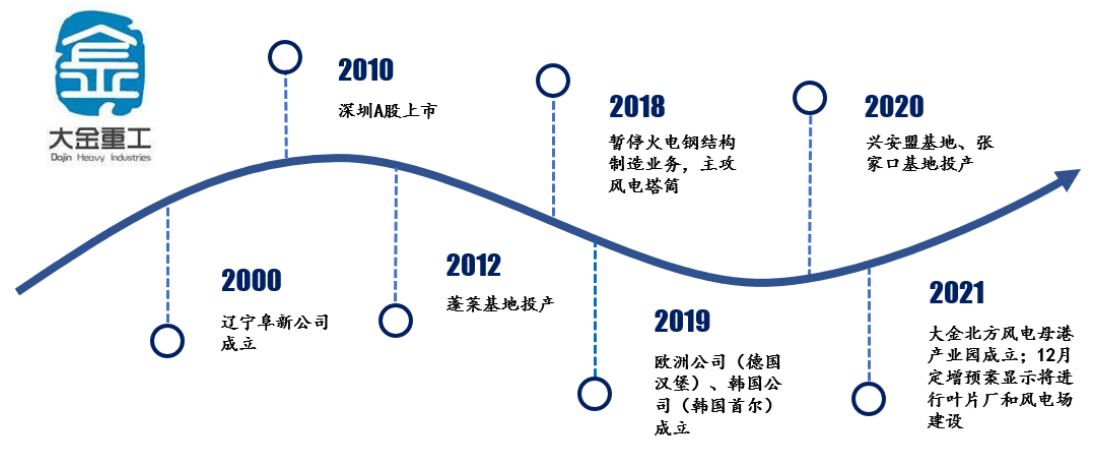 大金重工
Dajin Heavy Industries
2010
深圳A股上市
2018
暂停火电钢结构
制造业务，主攻
风电塔筒
2020
兴安盟基地、张
家口基地投产
2000
辽宁阜新公司
成立
2012
蓬莱基地投产
2019
欧洲公司（德国
汉堡）、韩国公
司（韩国首尔）
成立
2021
大金北方风电母港
产业园成立；12月
定增预案显示将进
行叶片厂和风电场
建设